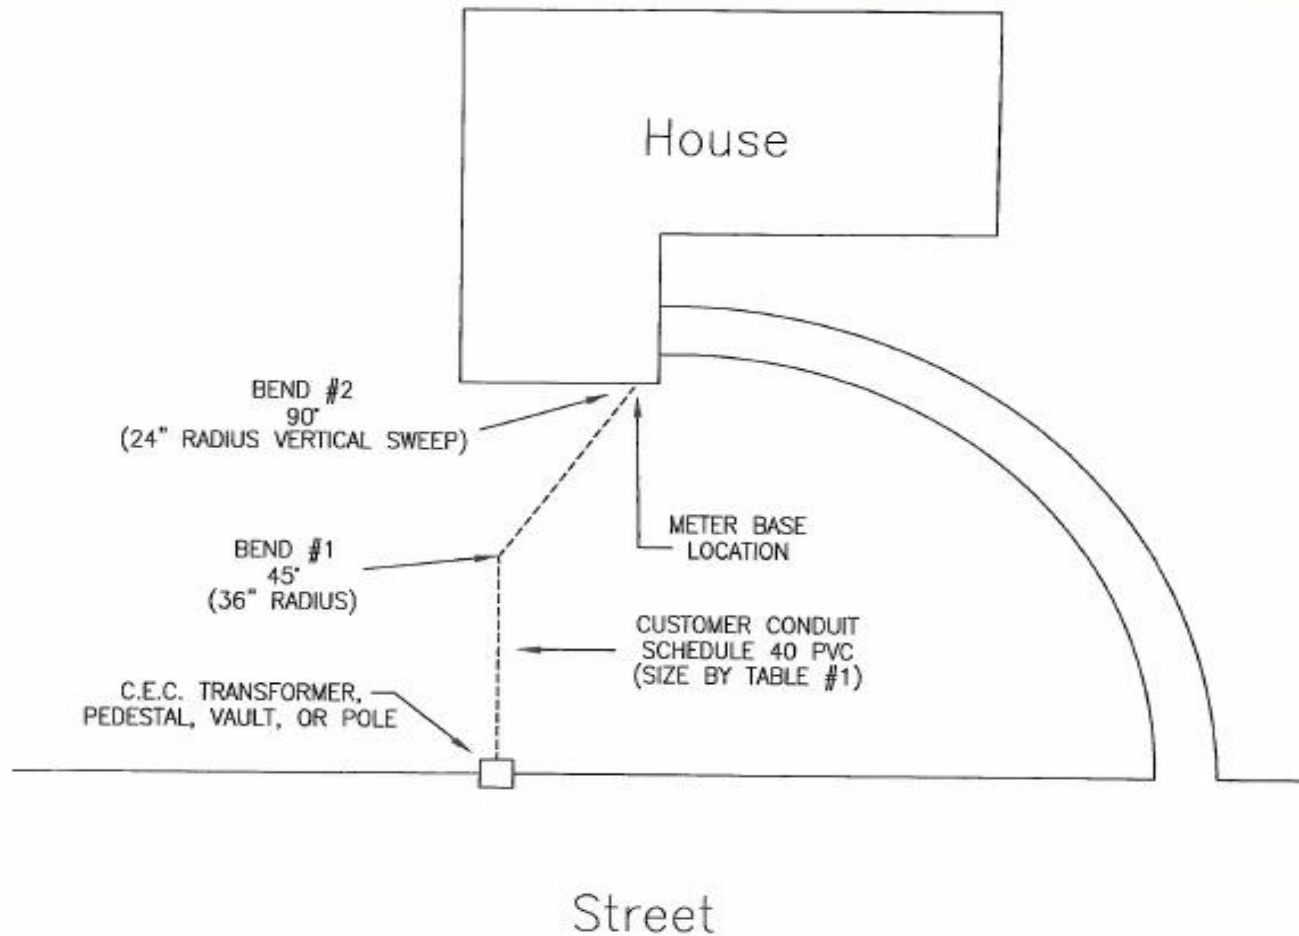 House
BEND #2
90°
(24" RADIUS VERTICAL SWEEP)
METER BASE
LOCATION
BEND #1
45°
(36" RADIUS)
CUSTOMER CONDUIT
SCHEDULE 40 PVC
(SIZE BY TABLE #1)
C.E.C. TRANSFORMER,
PEDESTAL, VAULT, OR POLE
Street